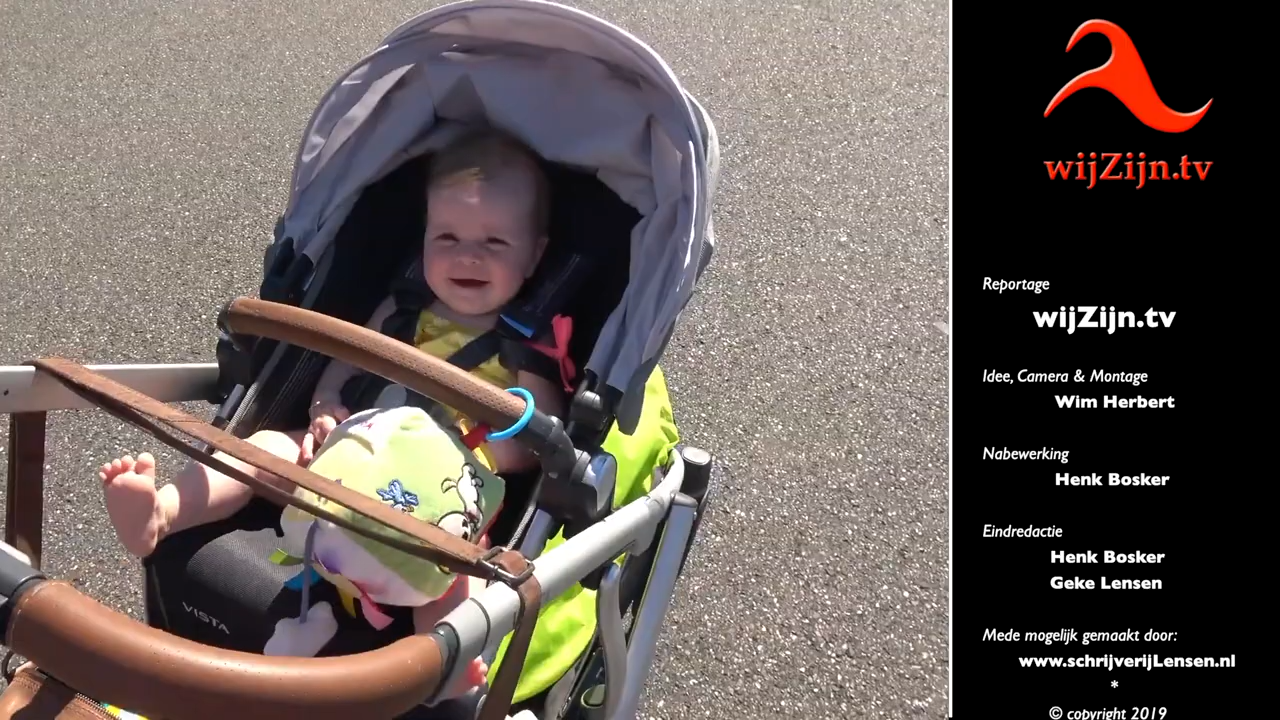 wijZijn.tv
Reportage
wijZijn.tv
Idee, Camera & Montage
Wim Herbert
Nabewerking
Henk Bosker
Eindredactie
Henk Bosker
Geke Lensen
Mede mogelijk gemaakt door:
www.schrijverijLensen.nl
*
© copyright 2019
VISTA